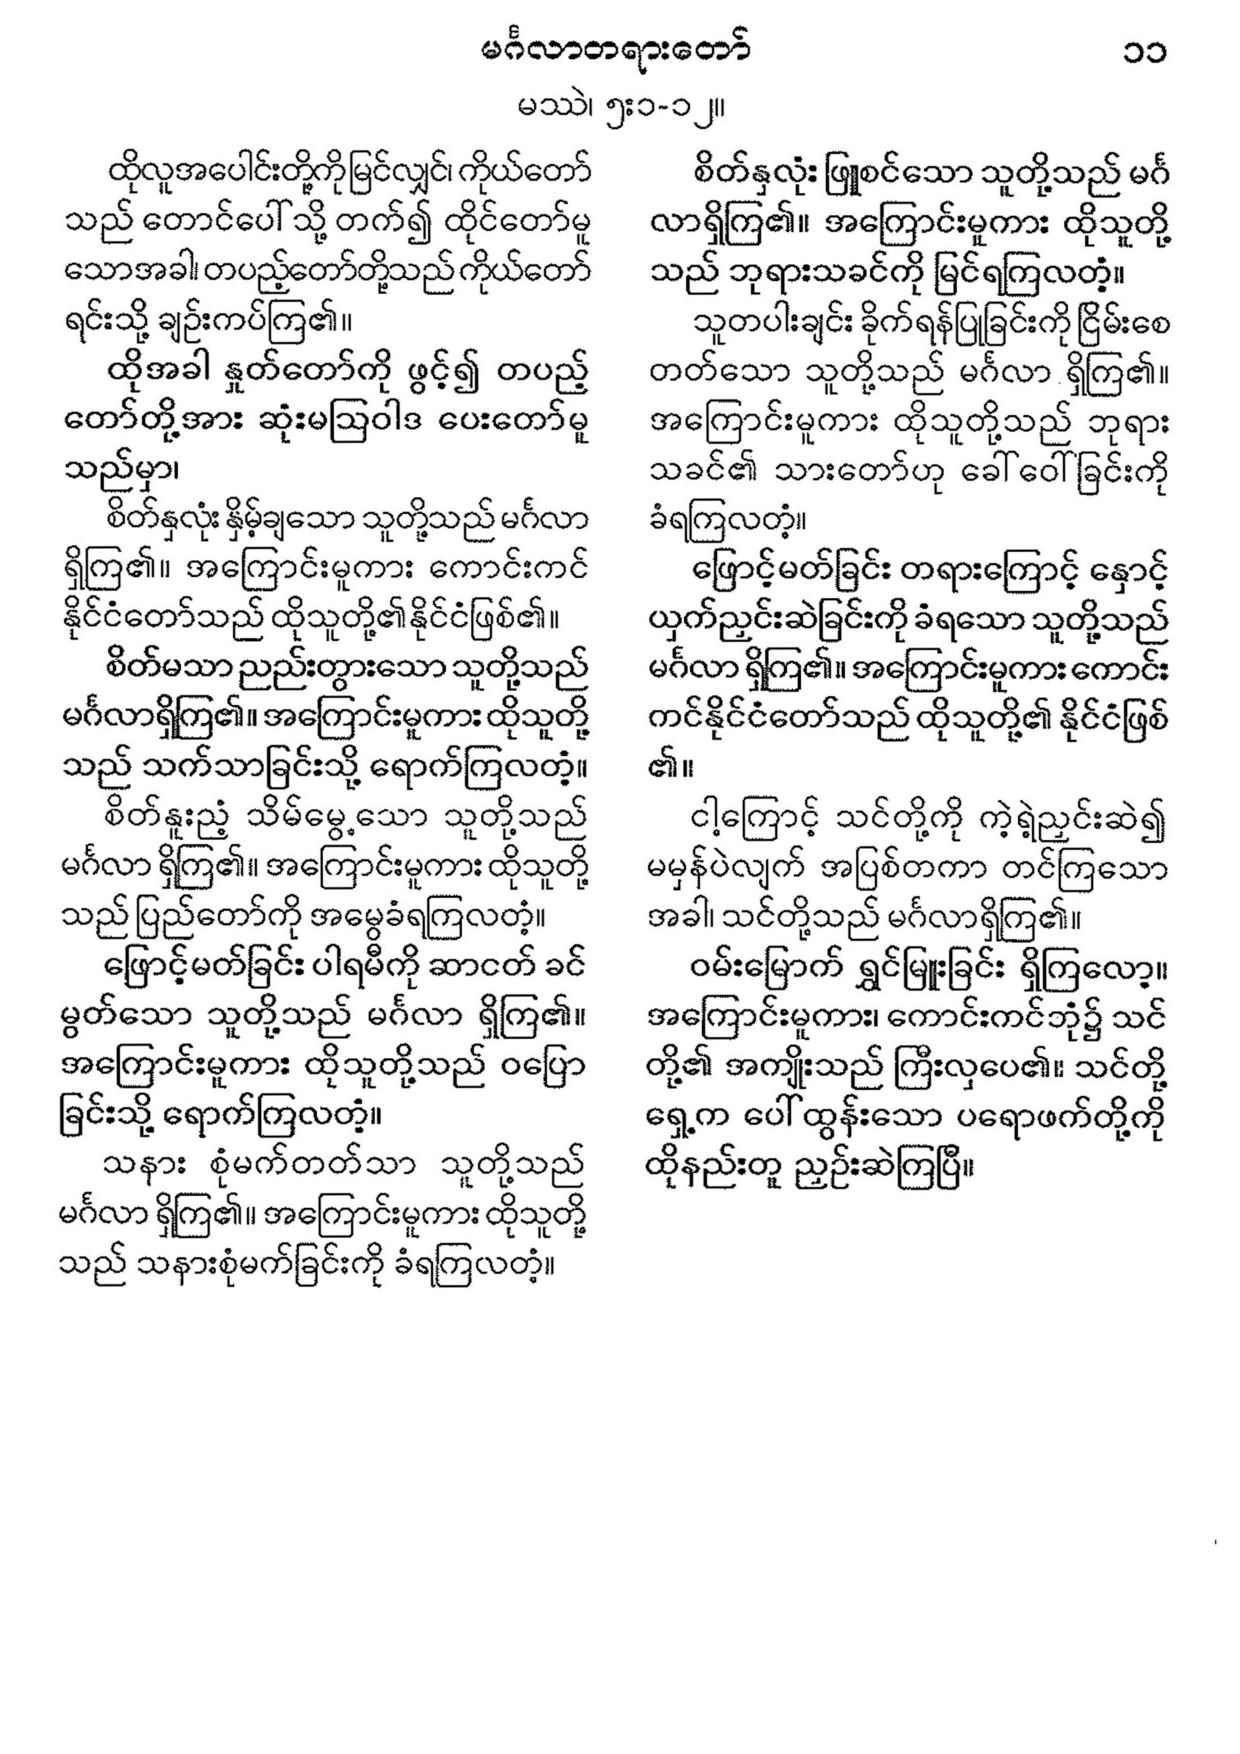 မင်္ဂလာတရားတော်
၁၁
မဿဲ၊ ၅း၁-၁၂။
ထိုလူအပေါင်းတို့ကိုမြင်လျှင်၊ ကိုယ်တော်
သည် တောင်ပေါ်သို့ တက်၍ ထိုင်တော်မူ
သောအခါ၊ တပည့်တော်တို့သည် ကိုယ်တော်
ရင်းသို့ ချဉ်းကပ်ကြ၏။
ထိုအခါ နှုတ်တော်ကို ဖွင့်၍ တပည့်
တော်တို့အား ဆုံးမဩဝါဒ ပေးတော်မူ
သည်မှာ၊
စိတ်နှလုံး နှိမ့်ချသော သူတို့သည် မင်္ဂလာ
ရှိကြ၏။ အကြောင်းမူကား ကောင်းကင်
နိုင်ငံတော်သည် ထိုသူတို့၏နိုင်ငံဖြစ်၏။
စိတ်မသာ ညည်းတွားသော သူတို့သည်
မင်္ဂလာရှိကြ၏။ အကြောင်းမူကား ထိုသူတို့
သည် သက်သာခြင်းသို့ ရောက်ကြလတံ့။
စိတ်နူးညံ့ သိမ်မွေ့သော သူတို့သည်
မင်္ဂလာ ရှိကြ၏။ အကြောင်းမူကား ထိုသူတို့
သည် ပြည်တော်ကို အမွေခံရကြလတံ့။
ဖြောင့်မတ်ခြင်း ပါရမီကို ဆာငတ် ခင်
မွတ်သော သူတို့သည် မင်္ဂလာ ရှိကြ၏။
အကြောင်းမူကား ထိုသူတို့သည် ဝပြော
ခြင်းသို့ ရောက်ကြလတံ့။
သနား စုံမက်တတ်သာ သူတို့သည်
မင်္ဂလာ ရှိကြ၏။ အကြောင်းမူကား ထိုသူတို့
သည် သနားစုံမက်ခြင်းကို ခံရကြလတံ့။
စိတ်နှလုံး ဖြူစင်သော သူတို့သည် မင်္ဂ
လာရှိကြ၏။ အကြောင်းမူကား ထိုသူတို့
သည် ဘုရားသခင်ကို မြင်ရကြလတံ့။
သူတပါးချင်း ခိုက်ရန်ပြုခြင်းကို ငြိမ်းစေ
တတ်သော သူတို့သည် မင်္ဂလာ ရှိကြ၏။
အကြောင်းမူကား ထိုသူတို့သည် ဘုရား
သခင်၏ သားတော်ဟု ခေါ်ဝေါ်ခြင်းကို
ခံရကြလတံ့။
ဖြောင့်မတ်ခြင်း တရားကြောင့် နှောင့်
ယှက်ညှင်းဆဲခြင်းကို ခံရသော သူတို့သည်
မင်္ဂလာ ရှိကြ၏။ အကြောင်းမူကား ကောင်း
ကင်နိုင်ငံတော်သည် ထိုသူတို့၏ နိုင်ငံဖြစ်
၏။
ငါ့ကြောင့် သင်တို့ကို ကဲ့ရဲ့ညှင်းဆဲ၍
မမှန်ပဲလျက် အပြစ်တကာ တင်ကြသော
အခါ၊ သင်တို့သည် မင်္ဂလာရှိကြ၏။
ဝမ်းမြောက် ရွှင်မြူးခြင်း ရှိကြလော့။
အကြောင်းမူကား၊ ကောင်းကင်ဘုံ၌ သင်
တို့၏ အကျိုးသည် ကြီးလှပေ၏။ သင်တို့
ရှေ့က ပေါ်ထွန်းသော ပရောဖက်တို့ကို
ထိုနည်းတူ ညှဉ်းဆဲကြပြီ။